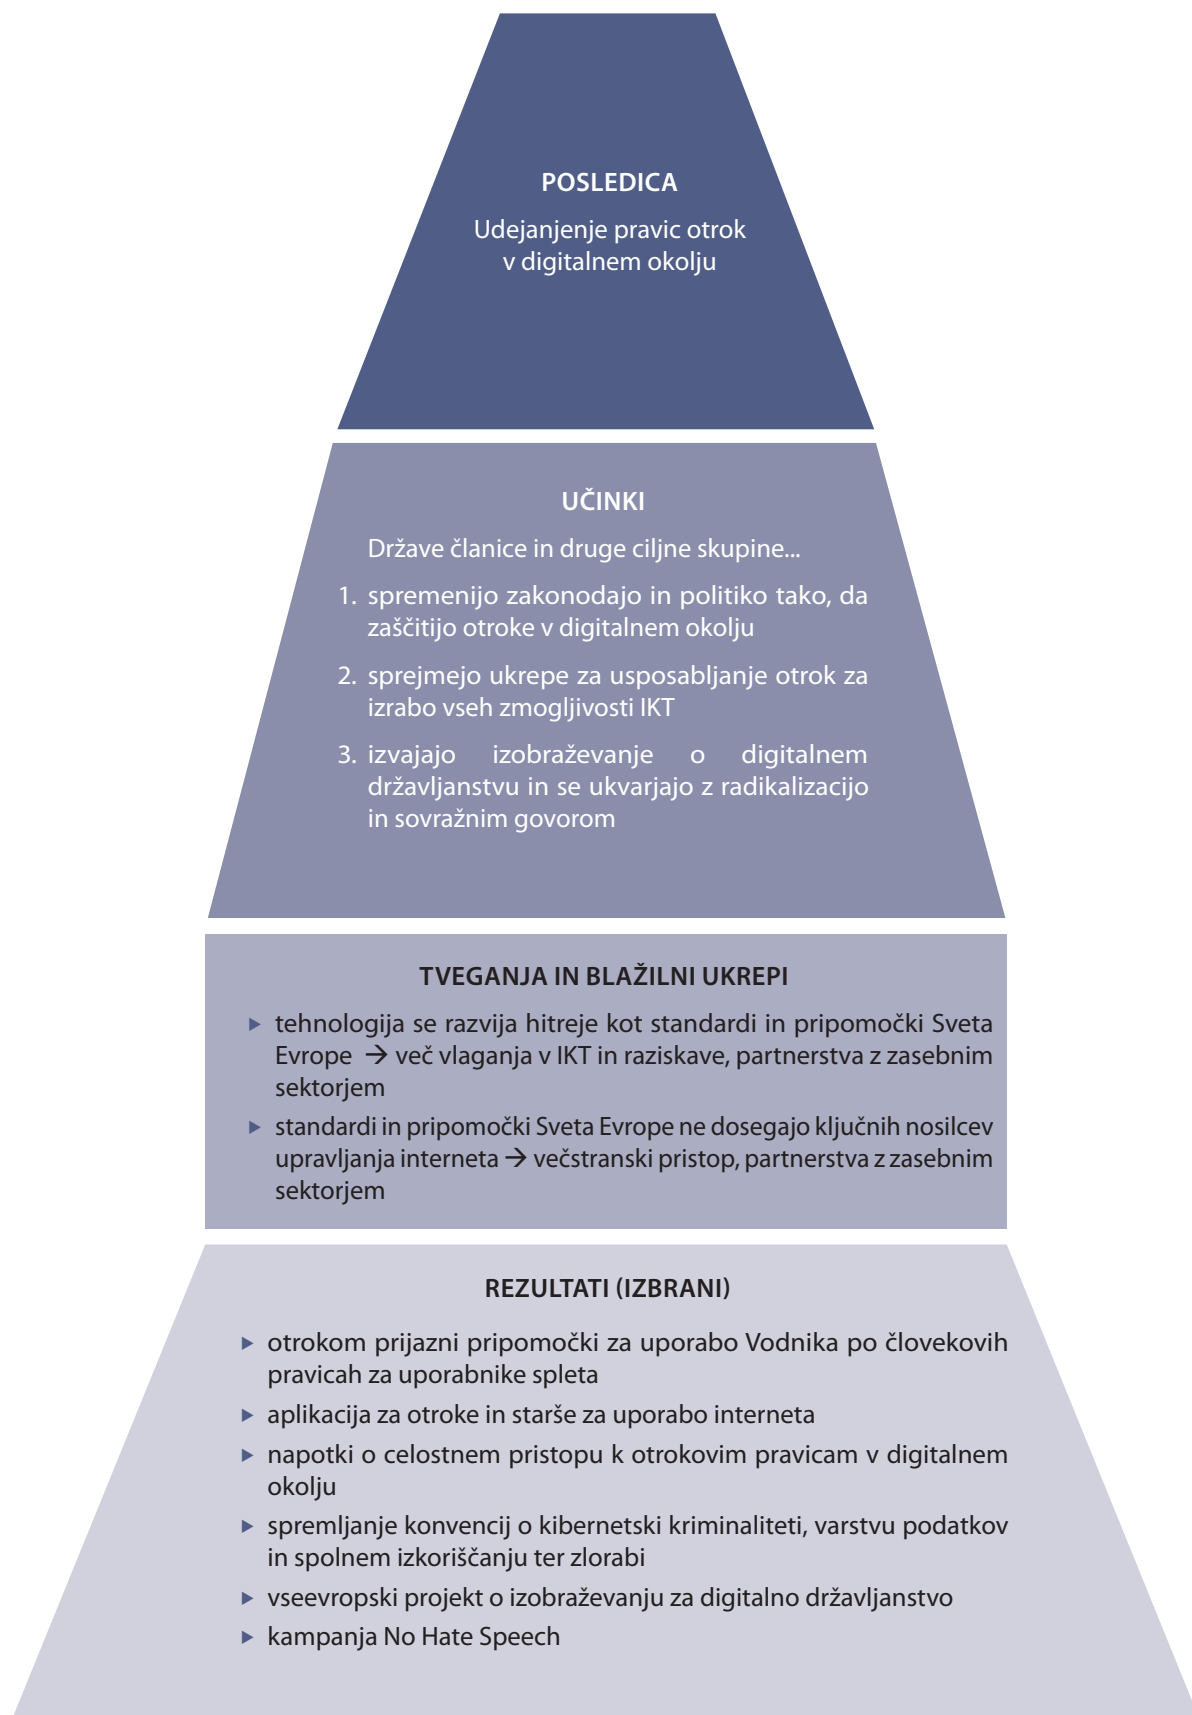 POSLEDICA
Udejanjenje pravic otrok
v digitalnem okolju
UČINKI
Države članice in druge ciljne skupine...
1. spremenijo zakonodajo in politiko tako, da
zaščitijo otroke v digitalnem okolju
2. sprejmejo ukrepe za usposabljanje otrok za
izrabo vseh zmogljivosti IKT
3. izvajajo izobraževanje o digitalnem
državljanstvu in se ukvarjajo z radikalizacijo
in sovražnim govorom
TVEGANJA IN BLAŽILNI UKREPI
▶ tehnologija se razvija hitreje kot standardi in pripomočki Sveta
Evrope → več vlaganja v IKT in raziskave, partnerstva z zasebnim
sektorjem
▶ standardi in pripomočki Sveta Evrope ne dosegajo ključnih nosilcev
upravljanja interneta → večstranski pristop, partnerstva z zasebnim
sektorjem
REZULTATI (IZBRANI)
▶ otrokom prijazni pripomočki za uporabo Vodnika po človekovih
pravicah za uporabnike spleta
▶ aplikacija za otroke in starše za uporabo interneta
▶ napotki o celostnem pristopu k otrokovim pravicam v digitalnem
okolju
▶ spremljanje konvencij o kibernetski kriminaliteti, varstvu podatkov
in spolnem izkoriščanju ter zlorabi
▶ vseevropski projekt o izobraževanju za digitalno državljanstvo
▶ kampanja No Hate Speech